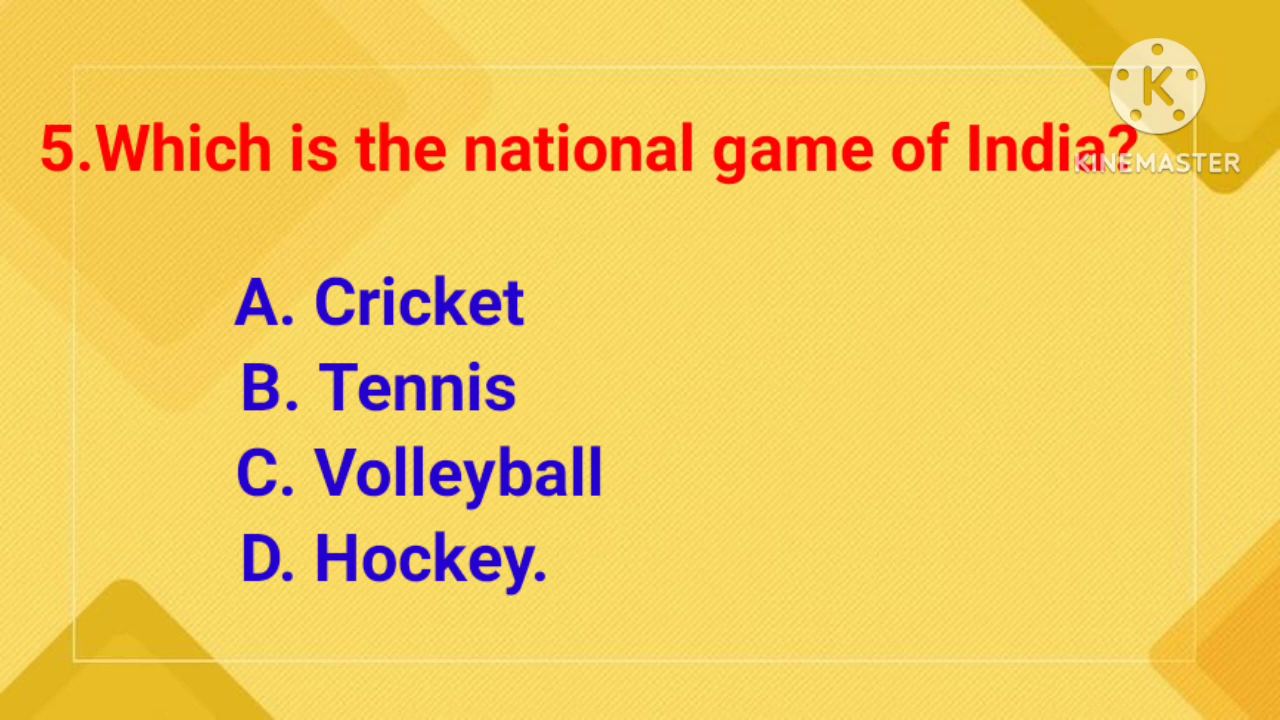 5.Which is the national game of India?
K
KINEMASTER
A. Cricket
B. Tennis
C. Volleyball
D. Hockey.